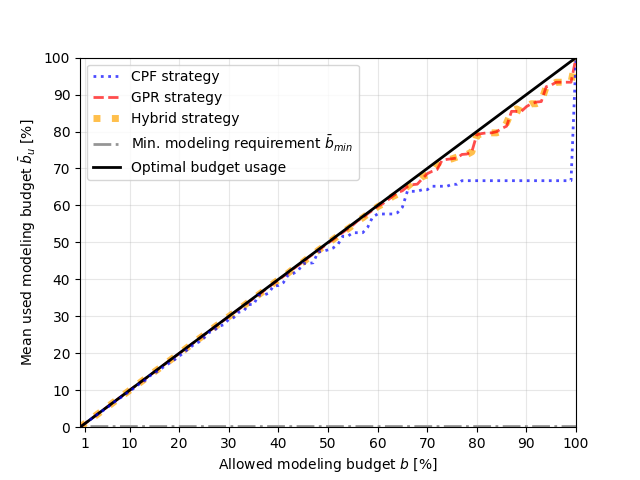 CPF strategy
GPR strategy
Hybrid strategy
Min. modeling requirement b̄_min
Optimal budget usage
Mean used modeling budget b̄_u [%]
100
90
80
70
60
50
40
30
20
10
0
1 10 20 30 40 50 60 70 80 90 100
Allowed modeling budget b [%]